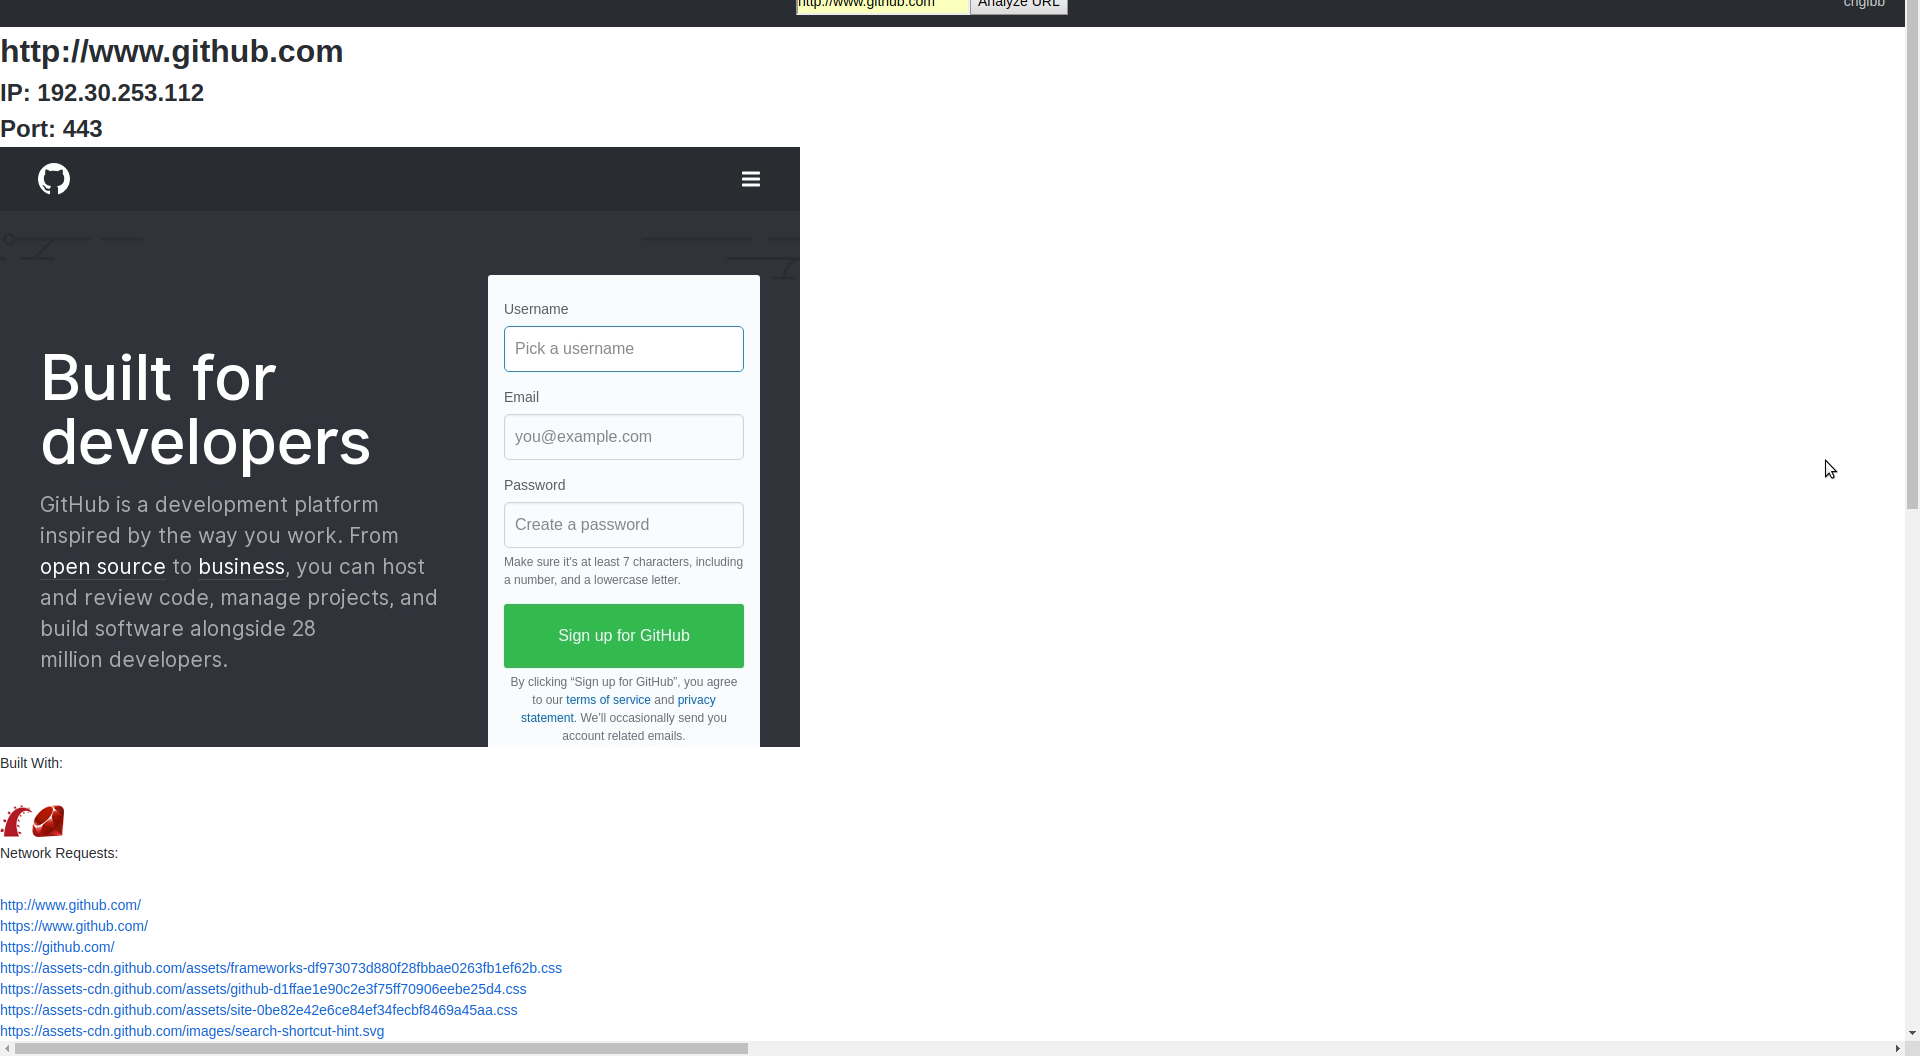 http://www.github.com Analyze URL cngibb
http://www.github.com
IP: 192.30.253.112
Port: 443
Built for
developers
GitHub is a development platform
inspired by the way you work. From
open source to business, you can host
and review code, manage projects, and
build software alongside 28
million developers.
Username
Pick a username
Email
you@example.com
Password
Create a password
Make sure it's at least 7 characters, including
a number, and a lowercase letter.
Sign up for GitHub
By clicking “Sign up for GitHub”, you agree
to our terms of service and privacy
statement. We’ll occasionally send you
account related emails.
Built With:
Network Requests:
http://www.github.com/
https://www.github.com/
https://github.com/
https://assets-cdn.github.com/assets/frameworks-df973073d880f28fbbae0263fb1ef62b.css
https://assets-cdn.github.com/assets/github-d1ffae1e90c2e3f75ff70906eebe25d4.css
https://assets-cdn.github.com/assets/site-0be82e42e6ce84ef34fecbf8469a45aa.css
https://assets-cdn.github.com/images/search-shortcut-hint.svg